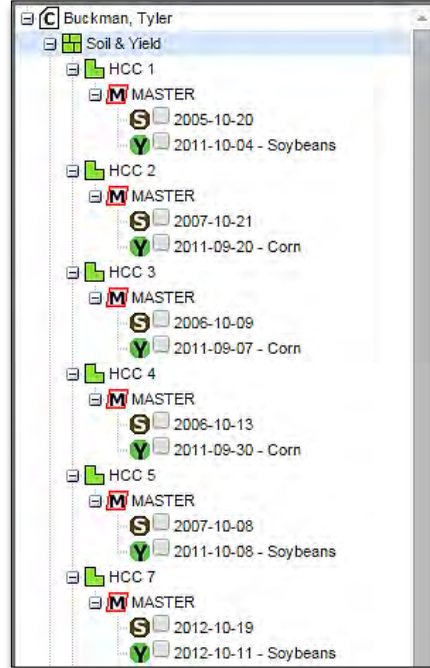 C Buckman, Tyler
Soil & Yield
HCC 1
M MASTER
S 2005-10-20
Y 2011-10-04 - Soybeans
HCC 2
M MASTER
S 2007-10-21
Y 2011-09-20 - Corn
HCC 3
M MASTER
S 2006-10-09
Y 2011-09-07 - Corn
HCC 4
M MASTER
S 2006-10-13
Y 2011-09-30 - Corn
HCC 5
M MASTER
S 2007-10-08
Y 2011-10-08 - Soybeans
HCC 7
M MASTER
S 2012-10-19
Y 2012-10-11 - Soybeans